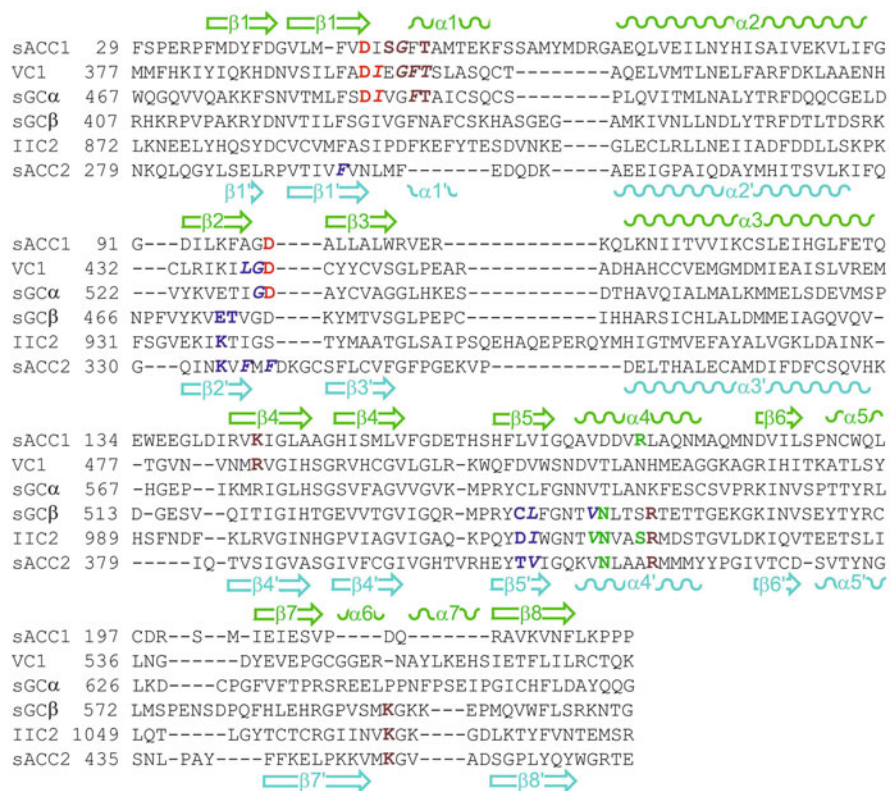 β1 β1 α1 α2
sACC1 29 FSPERPFMDYFDGVLM-FVDISGFTAMTEKFSSAMYMDRGAEQLVEILNYHISAIVEKVLIFG
VC1 377 MMFHKIYIQKHDNVSILFADIEGFTSLASQCT-------AQELVMTLNELFARFDKLAAENH
sGCα 467 WQGQVVQAKKFSNVTMLFSDIVGFTAICSQCS-------PLQVITMLNALYTRFDQQCGELD
sGCβ 407 RHKRPVPAKRYDNVTILFSGIVGFNAFCSKHASGEG---AMKIVNLLNDLYTRFDTLTDSRK
IIC2 872 LKNEELYHQSYDCVCVMFASIPDFKEFYTESDVNKE---GLECLRLLNEIIADFDDLLSKPK
sACC2 279 NKQLQGYLSELRPVTIVFVNLMF------EDQDK-----AEEIGPAIQDAYMHITSVLKIFQ
β1' β1' α1' α2'
β2 β3 α3
sACC1 91 G---DILKFAGD----ALLALWRVER------------KQLKNIITVVIKCSLEIHGLFETQ
VC1 432 ---CLRIKILGD----CYYCVSGLPEAR----------ADHAHCCVEMGMDMIEAISLVREM
sGCα 522 ---VYKVETIGD----AYCVAGGLHKES----------DTHAVQIALMALKMMELSDEVMSP
sGCβ 466 NPFVYKVETVGD----KYMTVSGLPEPC----------IHHARSICHLALDMMEIAGQVQV-
IIC2 931 FSGVEKIKTIGS----TYMAATGLSAIPSQEHAQEPERQYMHIGTMVEFAYALVGKLDAINK-
sACC2 330 G--QINKVFMFDKGCSFLCVFGFPGEKVP---------DELTHALECAMDIFDFCSQVHK
β2' β3' α3'
β4 β4 β5 α4 β6 α5
sACC1 134 EWEEGLDIRVKIGLAAGHISMLVFGDETHSHFLVIGQAVDDVRLAQNMAQMNDVILSPNCWQL
VC1 477 -TGVN-VNMRVGIHSGRVHCGVLGLR-KWQFDVWSNDVTLANHMEAGGKAGRIHITKATLSY
sGCα 567 -HGEP-IKMRIGLHSGSVFAGVVGVK-MPRYCLFGNNVTLANKFESCSVPRKINVSPTTYRL
sGCβ 513 D-GESV-QITIGIHTGEVVTGVIGQR-MPRYCLFGNTVNLTSRTETTGEKGKINVSEYTYRC
IIC2 989 HSFNDF-KLRVGINHGPVIAGVIGAQ-KPQYDIWGNTVNVASRMDSTGVLDKIQVTEETSLI
sACC2 379 ---IQ-TVSIGVASGIVFCGIVGHTVRHEYTVIGQKVNLAARMMMYYPGIVTCD-SVTYNG
β4' β4' β5' α4' β6' α5'
β7 α6 α7 β8
sACC1 197 CDR--S--M-IEIESVP----DQ-------RAVKVNFLKPPP
VC1 536 LNG----DYEVEPGCGGER-NAYLKEHSIETFLILRCTQK
sGCα 626 LKD----CPGFVFTPRSREELPPNFPSEIPGICHFLDAYQQG
sGCβ 572 LMSPENSDPQFHLEHRGPVSMKGKK---EPMQVWFLSRKNTG
IIC2 1049 LQT----LGYTCTCRGIINVKGK-----GDLKTYFVNTEMSR
sACC2 435 SNL-PAY---FFKELPKKVMKGV---ADSGPLYQYWGRTE
β7' β8'